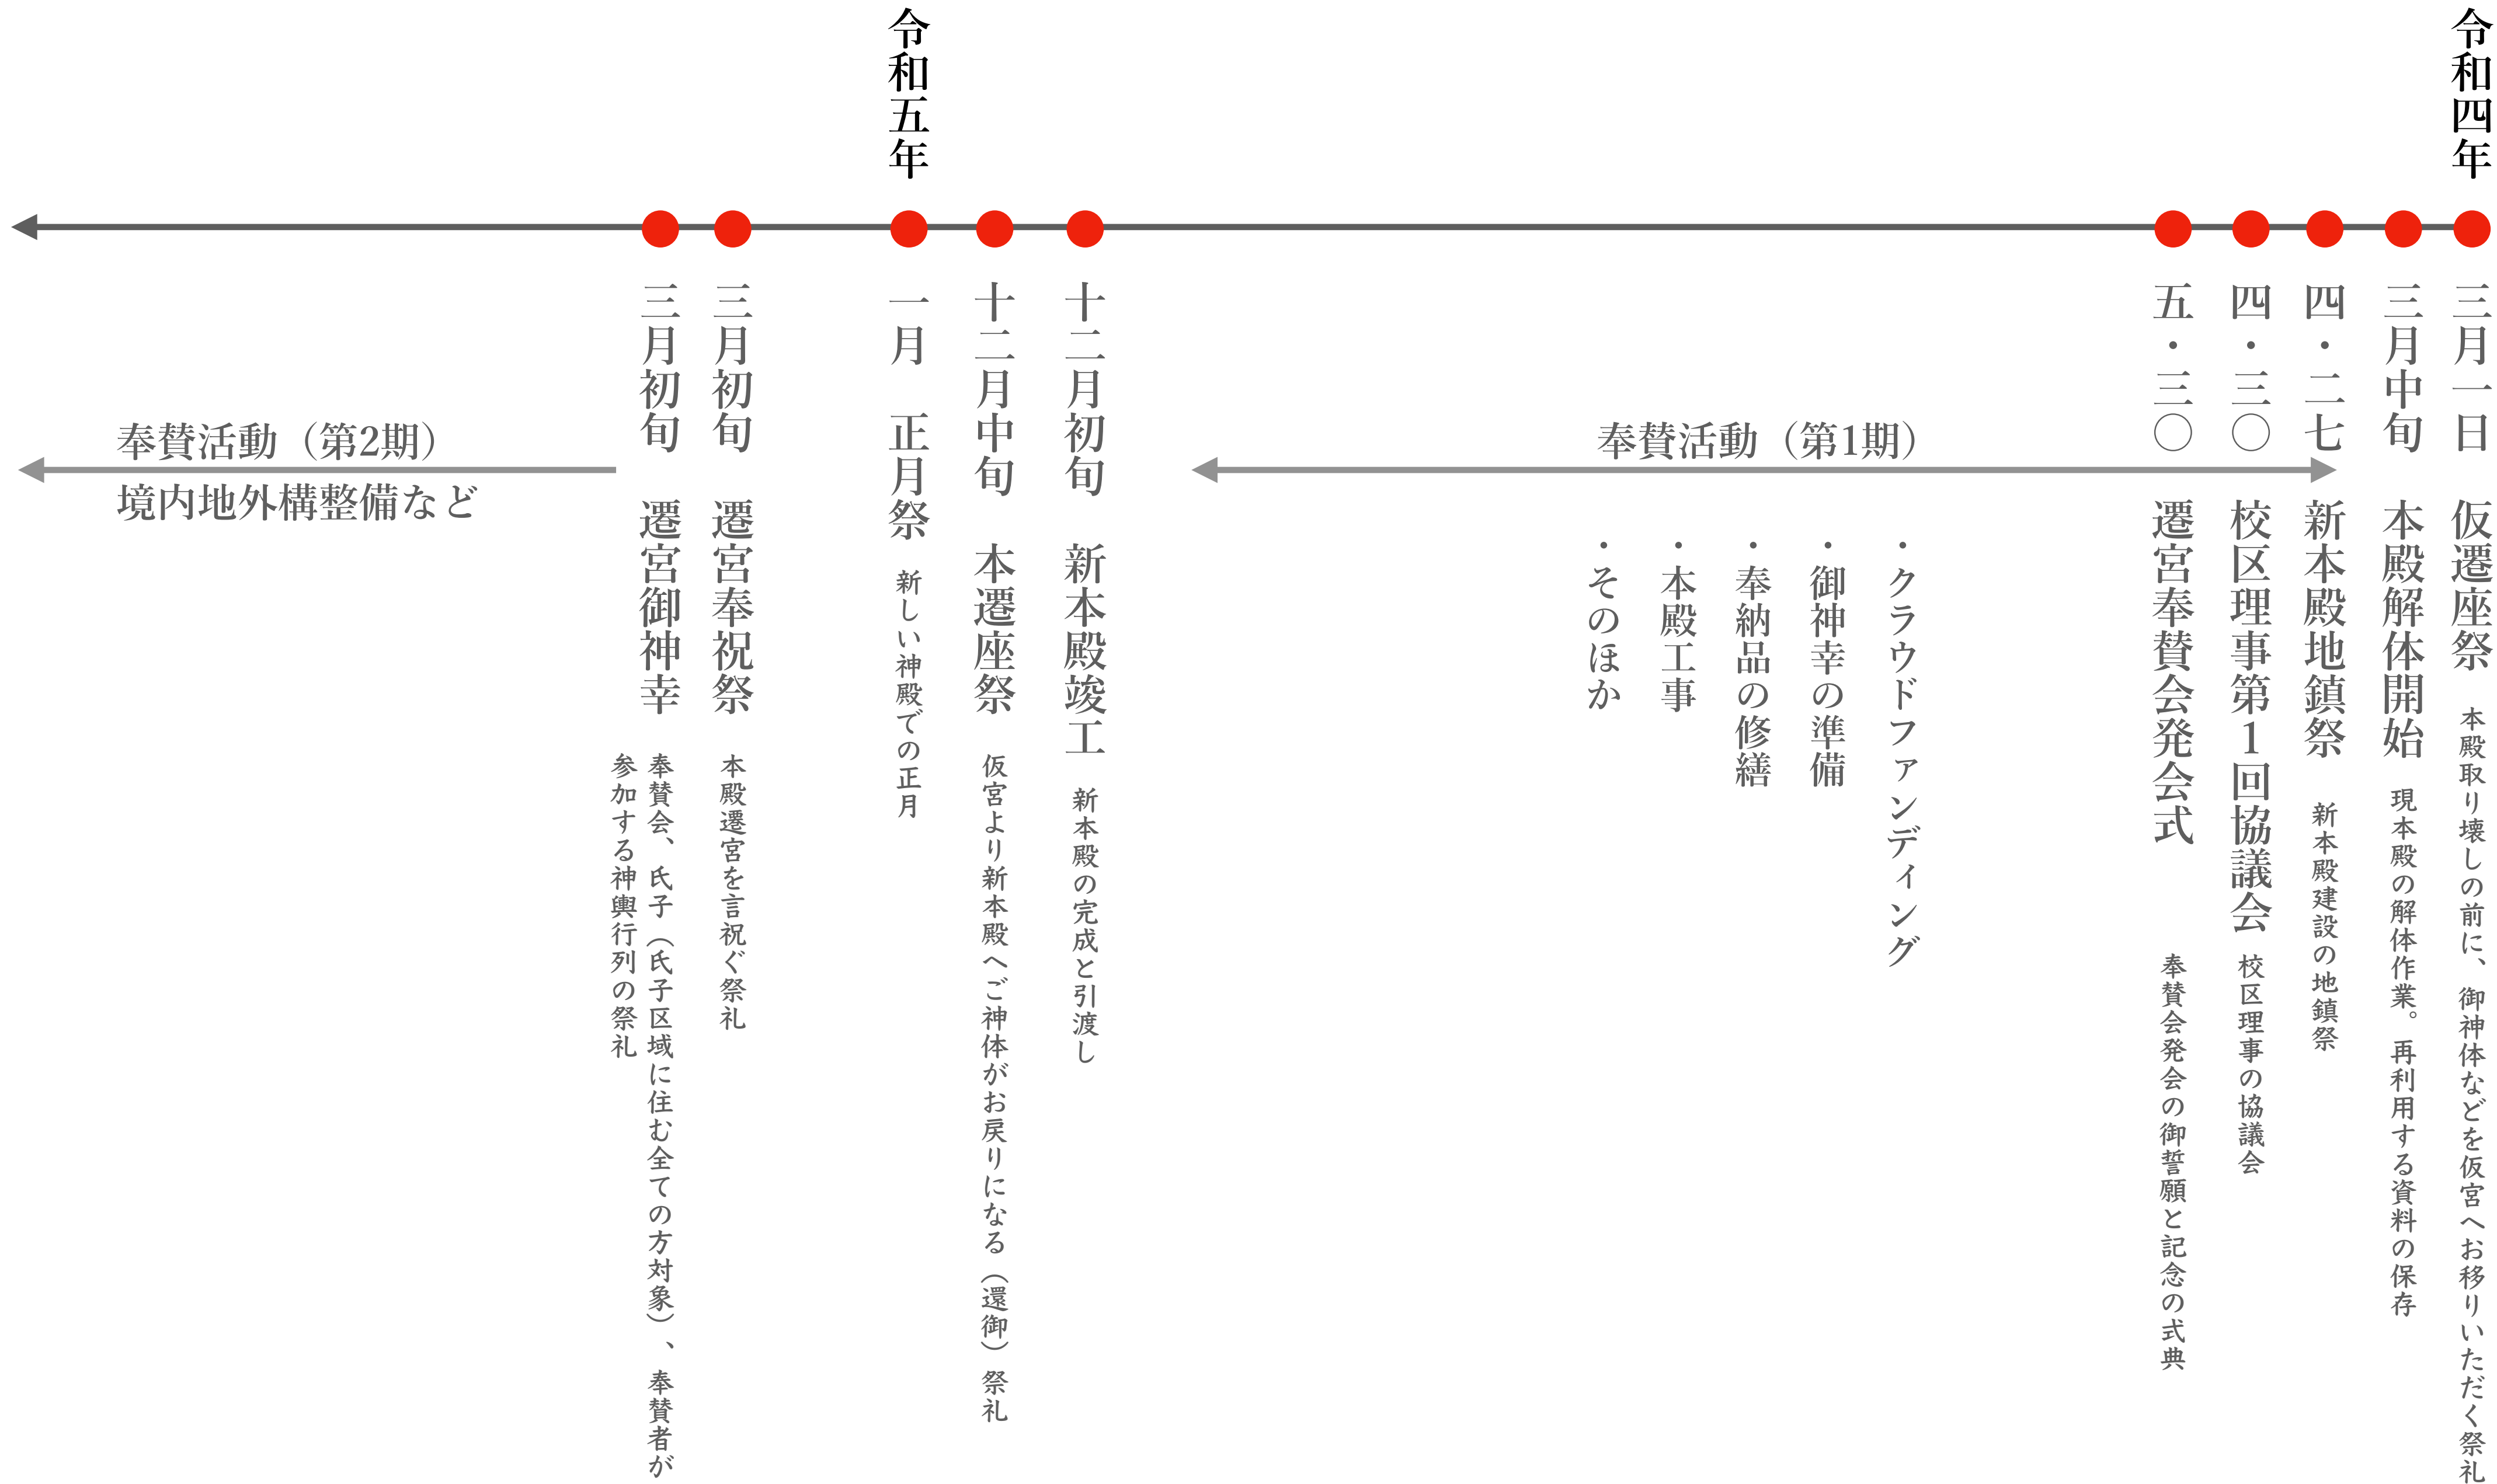 令和四年
三月一日　仮遷座祭　本殿取り壊しの前に、御神体などを仮宮へお移りいただく祭礼
三月中旬　本殿解体開始　現本殿の解体作業。再利用する資料の保存
四・二七　新本殿地鎮祭　新本殿建設の地鎮祭
四・三〇　校区理事第1回協議会　校区理事の協議会
五・三〇　遷宮奉賛会発会式　奉賛会発会の御誓願と記念の式典
奉賛活動（第1期）
・クラウドファンディング
・御神幸の準備
・奉納品の修繕
・本殿工事
・そのほか
十二月初旬　新本殿竣工　新本殿の完成と引渡し
十二月中旬　本遷座祭　仮宮より新本殿へご神体がお戻りになる（還御）祭礼
令和五年
一月　正月祭　新しい神殿での正月
三月初旬　遷宮奉祝祭　本殿遷宮を言祝ぐ祭礼
三月初旬　遷宮御神幸　奉賛会、氏子（氏子区域に住む全ての方対象）、奉賛者が
参加する神輿行列の祭礼
奉賛活動（第2期）
境内地外構整備など